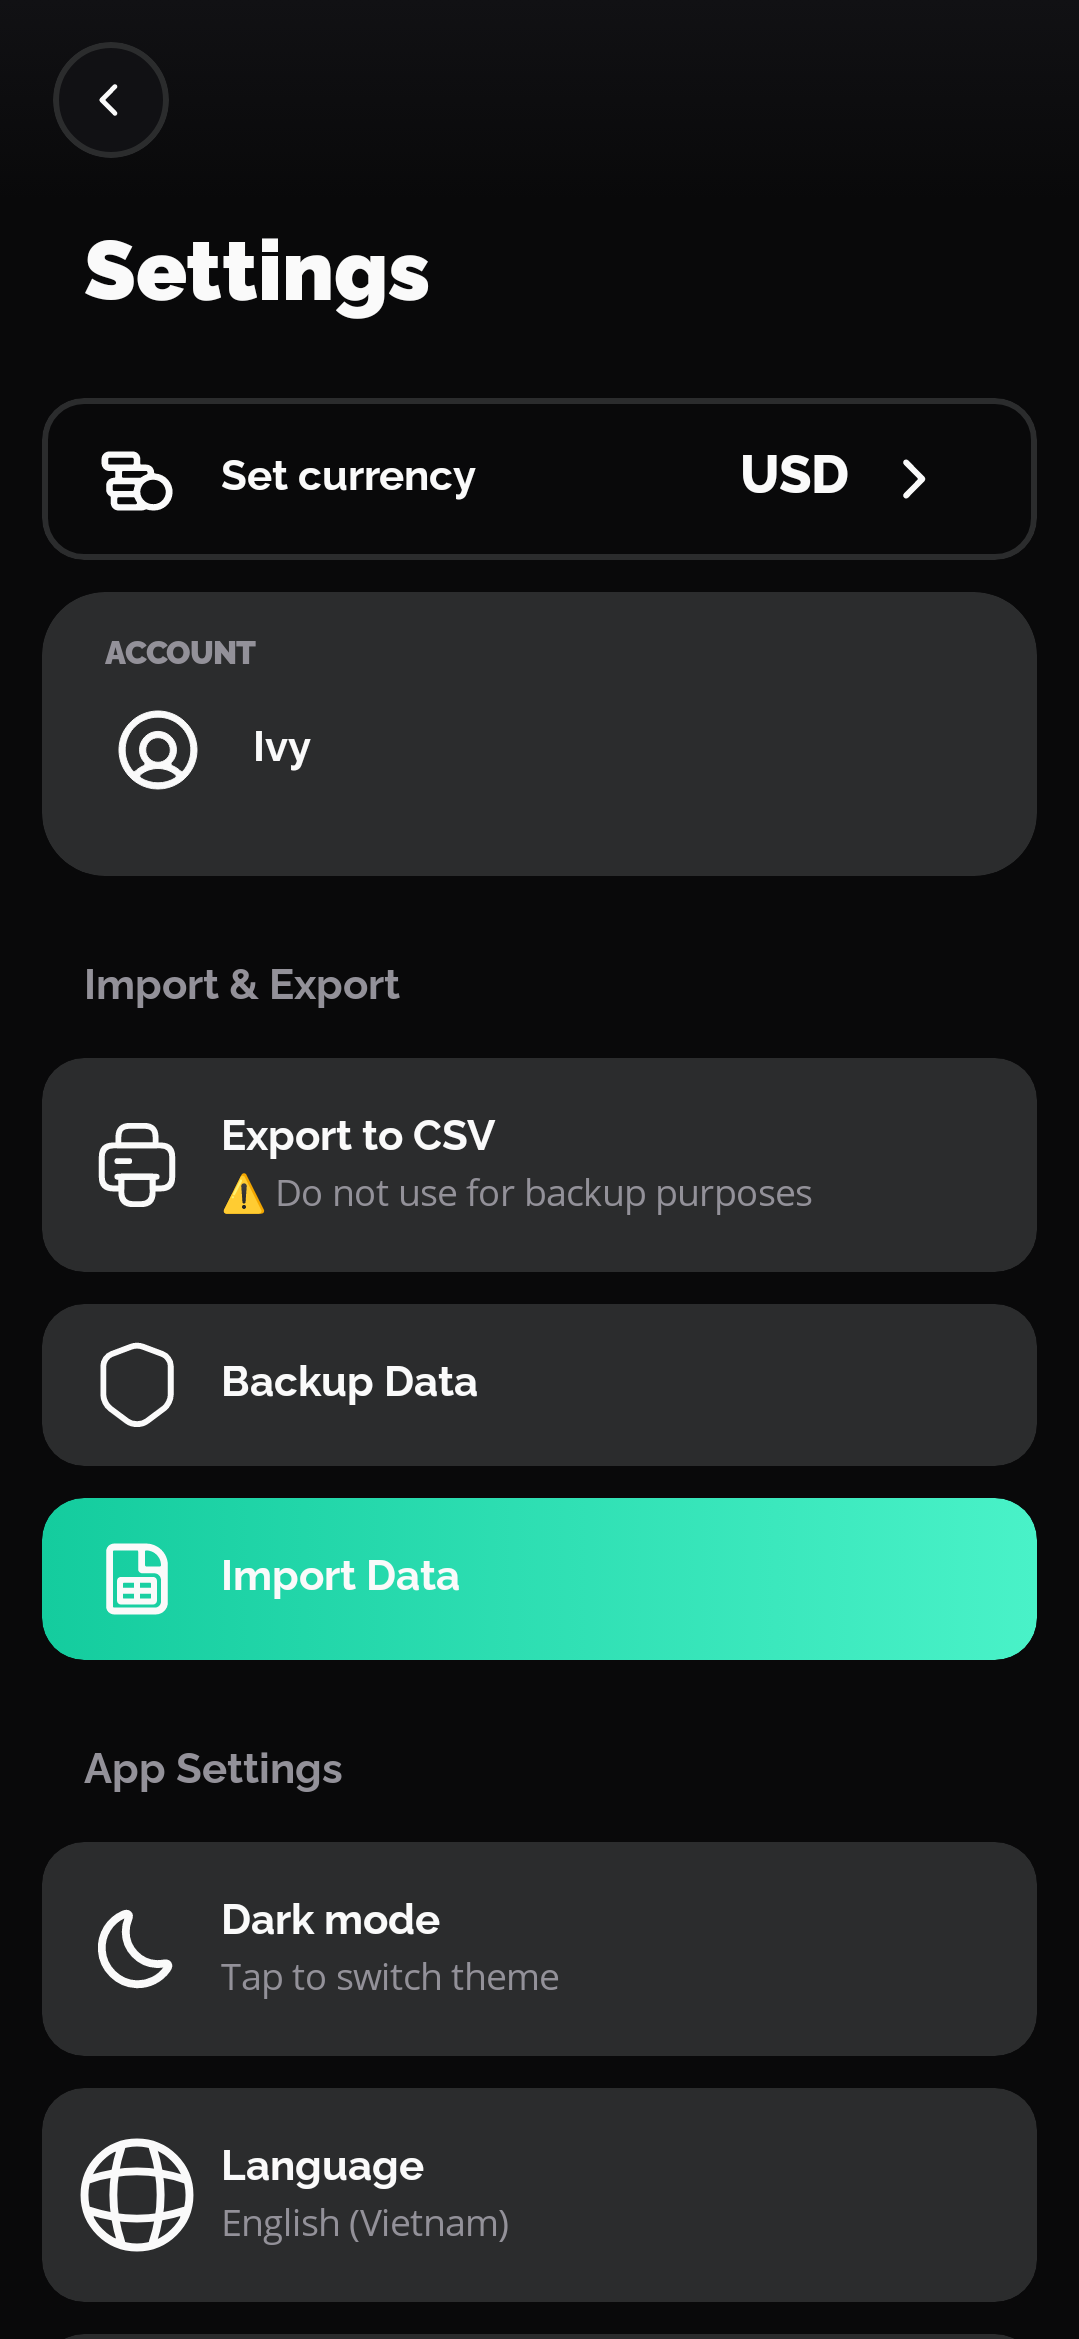 Settings
Set currency
USD
ACCOUNT
Ivy
Import & Export
Export to CSV
⚠️ Do not use for backup purposes
Backup Data
Import Data
App Settings
Dark mode
Tap to switch theme
Language
English (Vietnam)